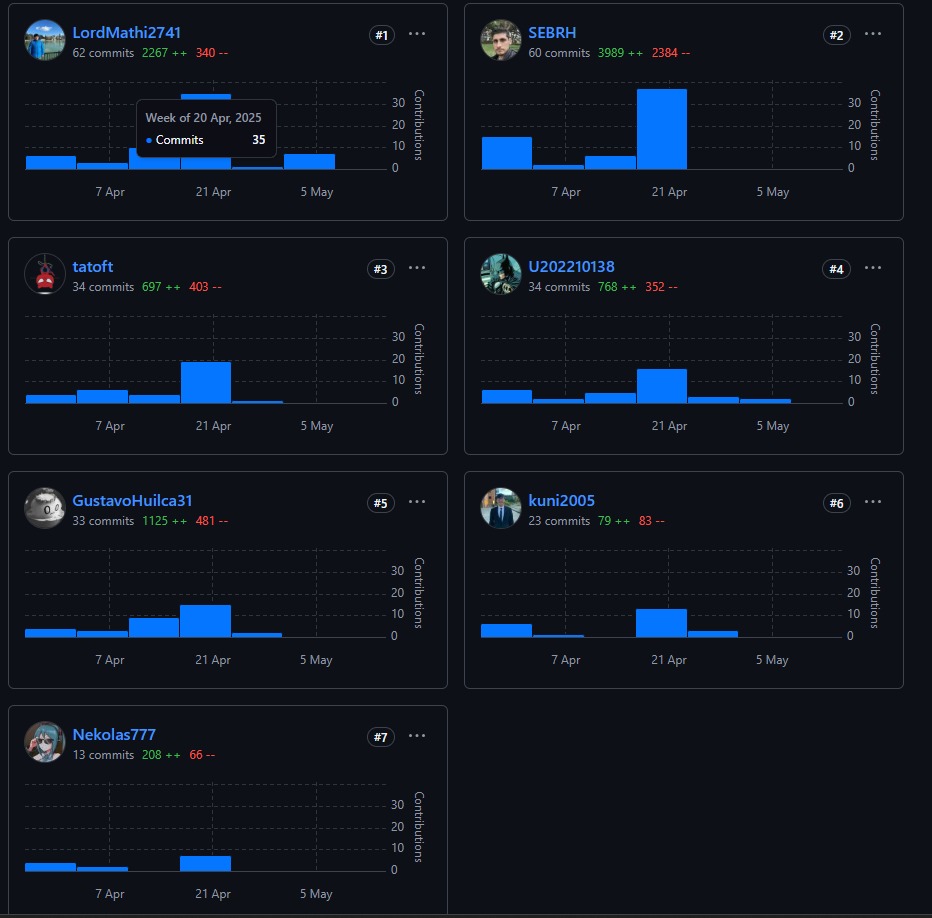 LordMathi2741 #1 ...
62 commits 2267 ++ 340 --
Week of 20 Apr, 2025
Commits 35
30
20
10
0
Contributions
7 Apr 21 Apr 5 May
SEBRH #2 ...
60 commits 3989 ++ 2384 --
30
20
10
0
Contributions
7 Apr 21 Apr 5 May
tatoft #3 ...
34 commits 697 ++ 403 --
30
20
10
0
Contributions
7 Apr 21 Apr 5 May
U202210138 #4 ...
34 commits 768 ++ 352 --
30
20
10
0
Contributions
7 Apr 21 Apr 5 May
GustavoHuilca31 #5 ...
33 commits 1125 ++ 481 --
30
20
10
0
Contributions
7 Apr 21 Apr 5 May
kuni2005 #6 ...
23 commits 79 ++ 83 --
30
20
10
0
Contributions
7 Apr 21 Apr 5 May
Nekolas777 #7 ...
13 commits 208 ++ 66 --
30
20
10
0
Contributions
7 Apr 21 Apr 5 May